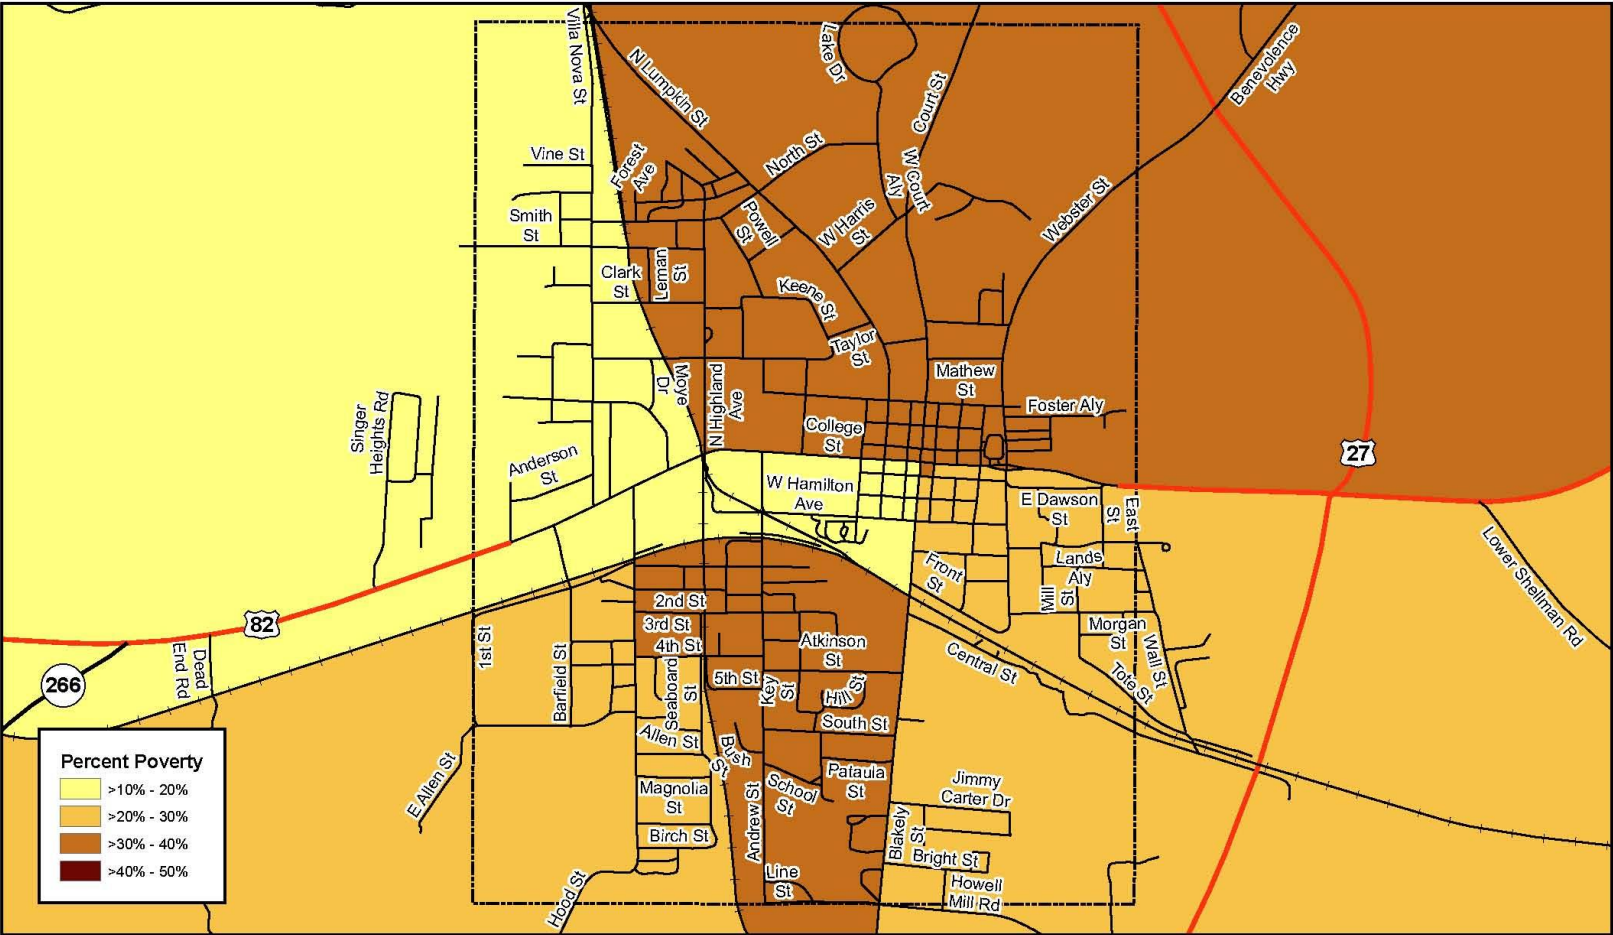 Villa Nova St
N Lumpkin St
Lake Dr
Court St
Benevolence
Hwy
Vine St
Forest
Ave
North St
W Court
Aly
Smith
St
Powell
St
W Harris
St
Webster St
Clark
St
Leman
St
Keene St
Taylor
St
Mathew
St
Moye
Dr
N Highland
Ave
Singer
Heights Rd
Foster Aly
College
St
27
Anderson
St
W Hamilton
Ave
E Dawson
St
East
St
Lower Shellman Rd
Front
St
Lands
Aly
Mill
St
82
2nd St
3rd St
4th St
Atkinson
St
Morgan
St
Wall St
1st St
Dead
End Rd
Barfield St
Central St
Tote St
266
Seaboard
St
5th St
Key
St
Hill St
South St
Allen St
Bush
St
Percent Poverty
>10% - 20%
>20% - 30%
>30% - 40%
>40% - 50%
E Allen St
Magnolia
St
School
St
Pataula
St
Jimmy
Carter Dr
Birch St
Andrew St
Blakely
St
Bright St
Line
St
Howell
Mill Rd
Hood St